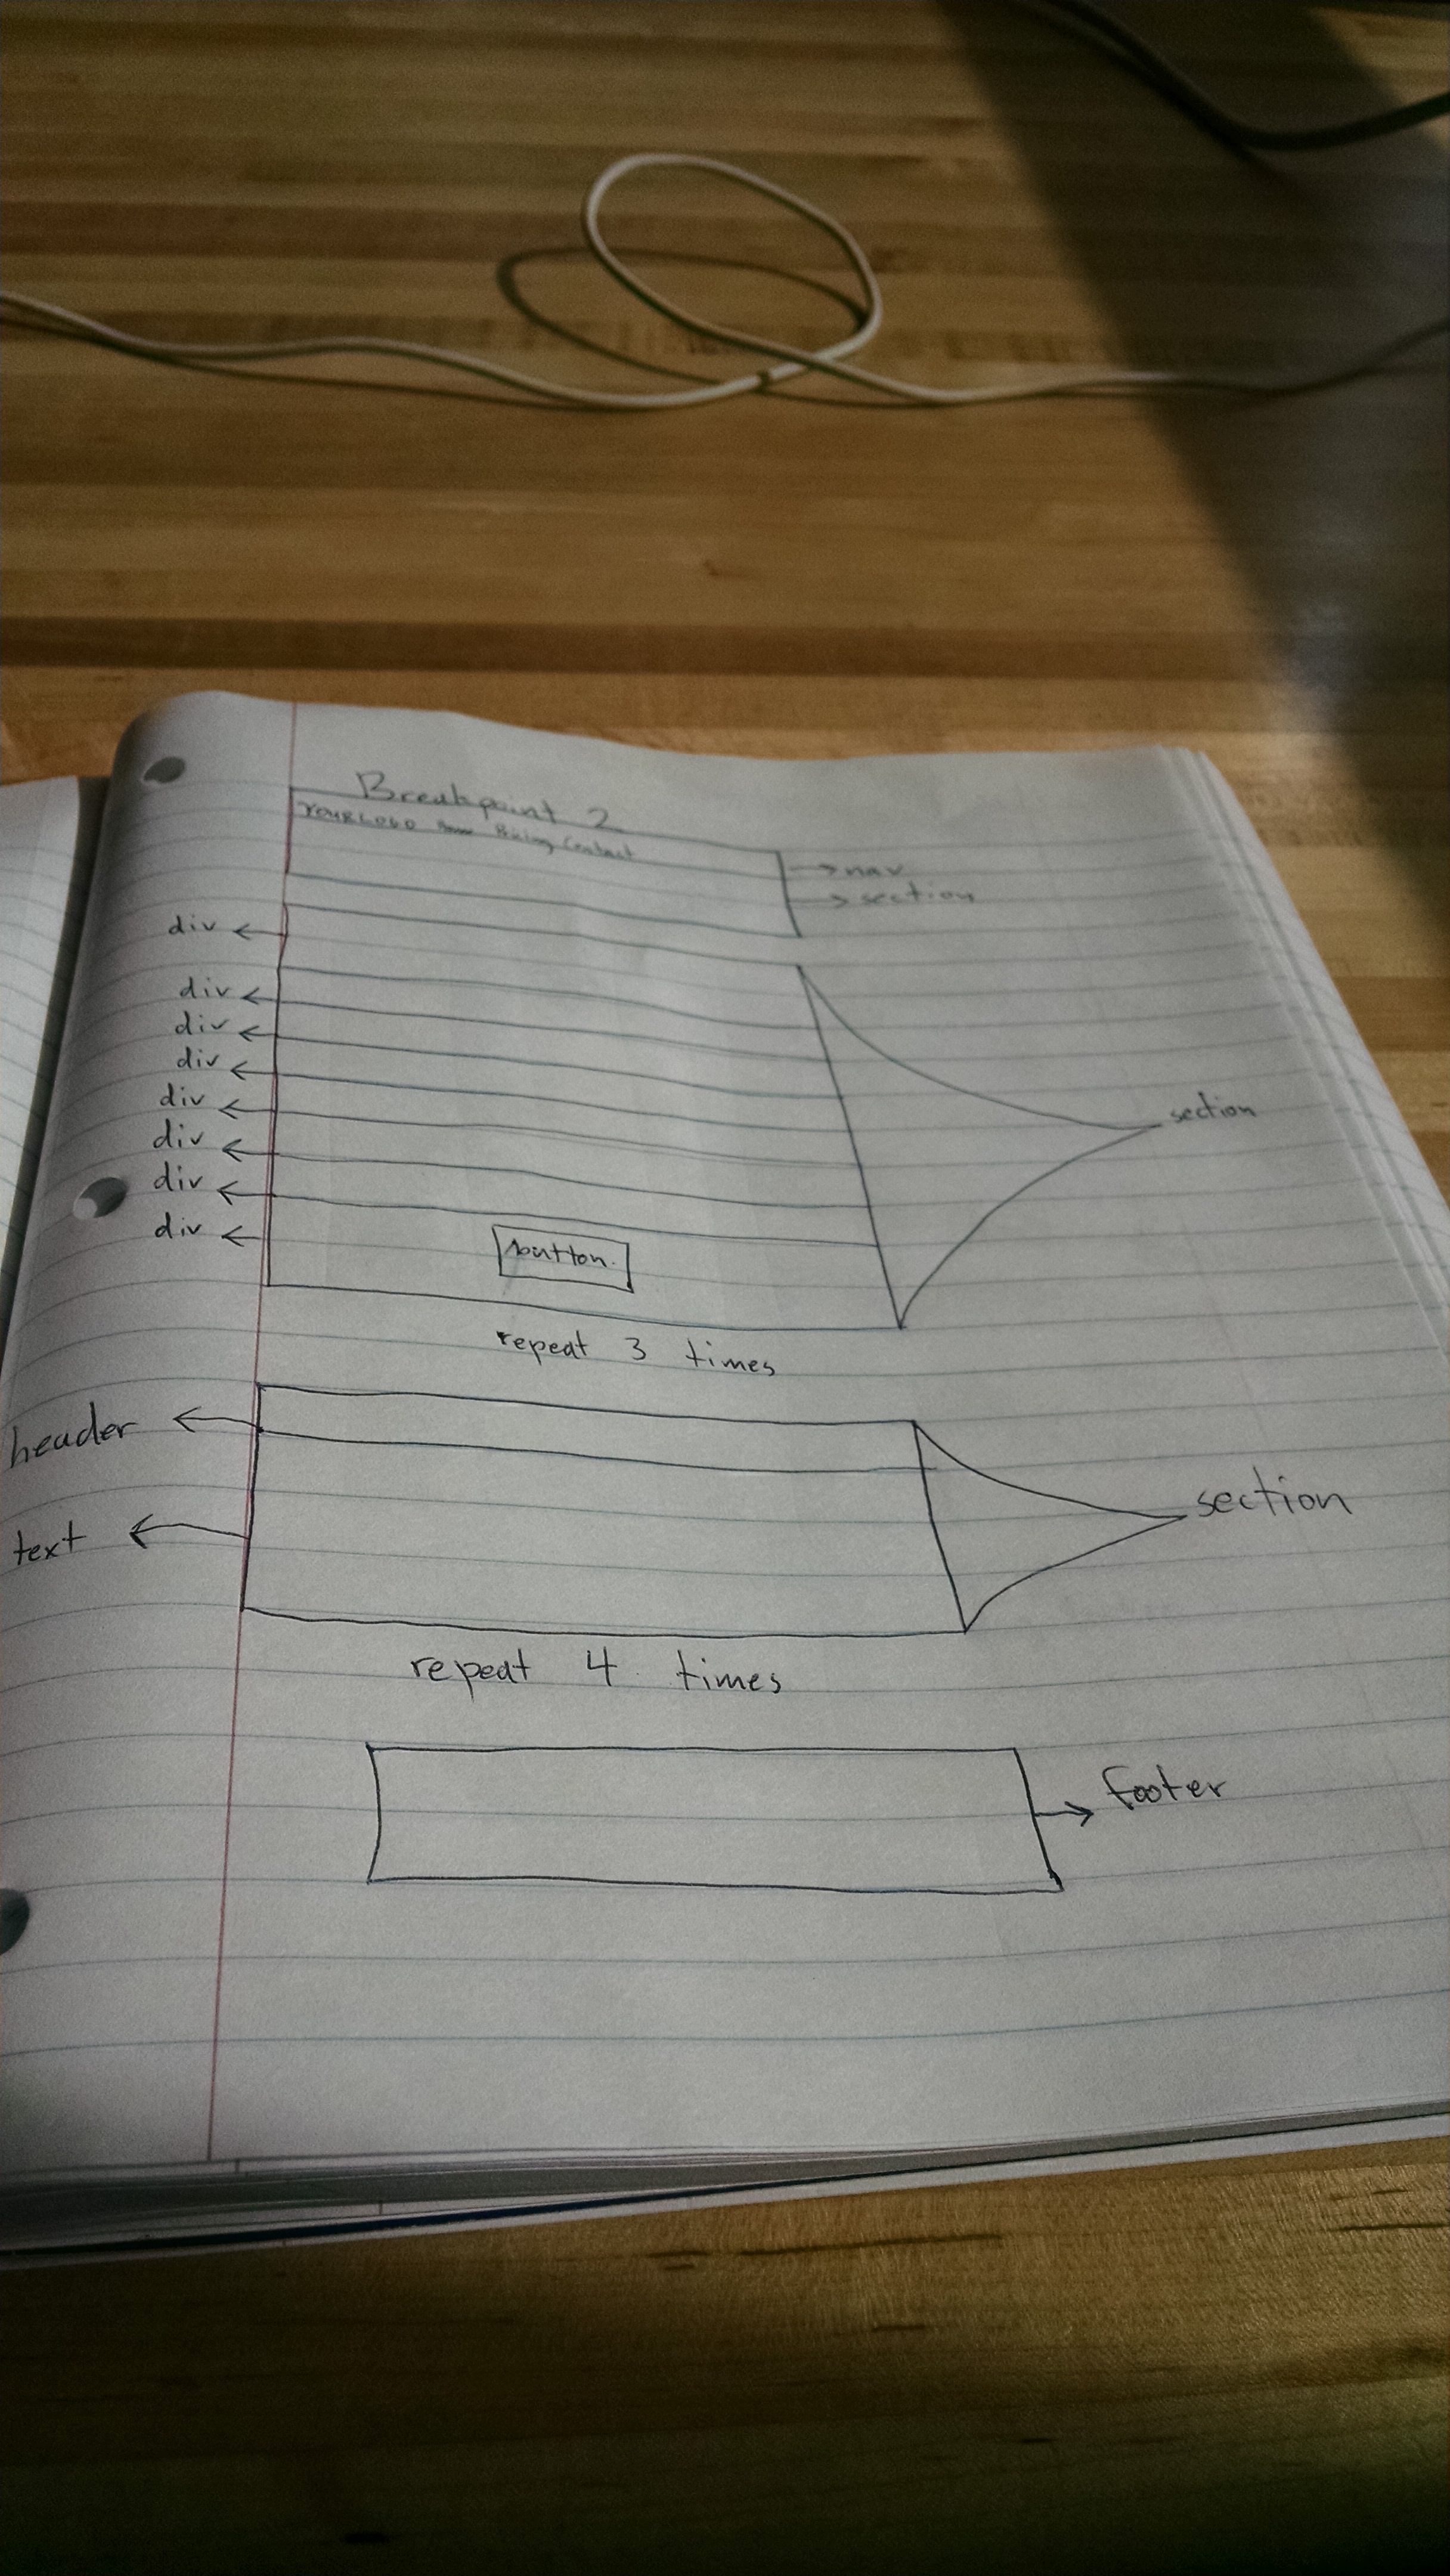 Breakpoint 2
YOURLOGO Home Pricing Contact
nav
section
div
div
div
div
div
div
div
div
section
button
repeat 3 times
header
text
section
repeat 4 times
footer